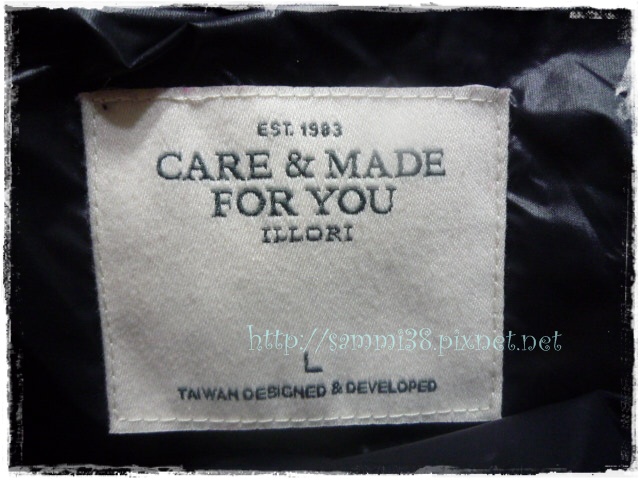 EST. 1983
CARE & MADE
FOR YOU
ILLORI
http://sammi38.pixnet.net
L
TAIWAN DESIGNED & DEVELOPED